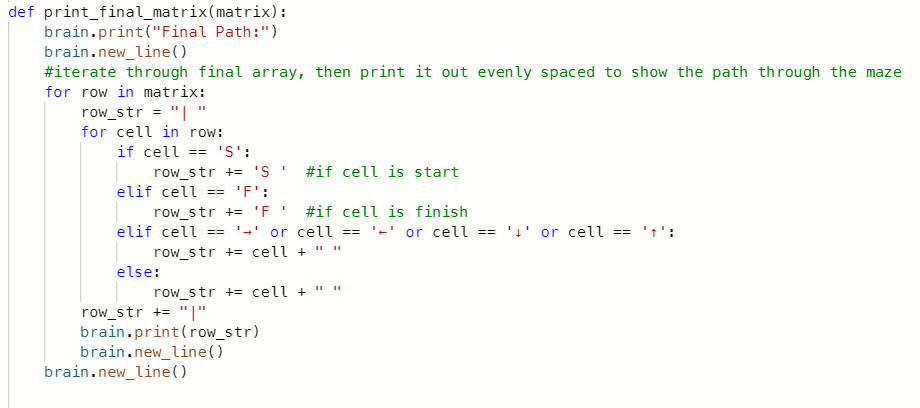 def print_final_matrix(matrix):
    brain.print("Final Path:")
    brain.new_line()
    #iterate through final array, then print it out evenly spaced to show the path through the maze
    for row in matrix:
        row_str = "| "
        for cell in row:
            if cell == 'S':
                row_str += 'S '  #if cell is start
            elif cell == 'F':
                row_str += 'F '  #if cell is finish
            elif cell == '→' or cell == '←' or cell == '↓' or cell == '↑':
                row_str += cell + " "
            else:
                row_str += cell + " "
        row_str += "|"
        brain.print(row_str)
        brain.new_line()
    brain.new_line()